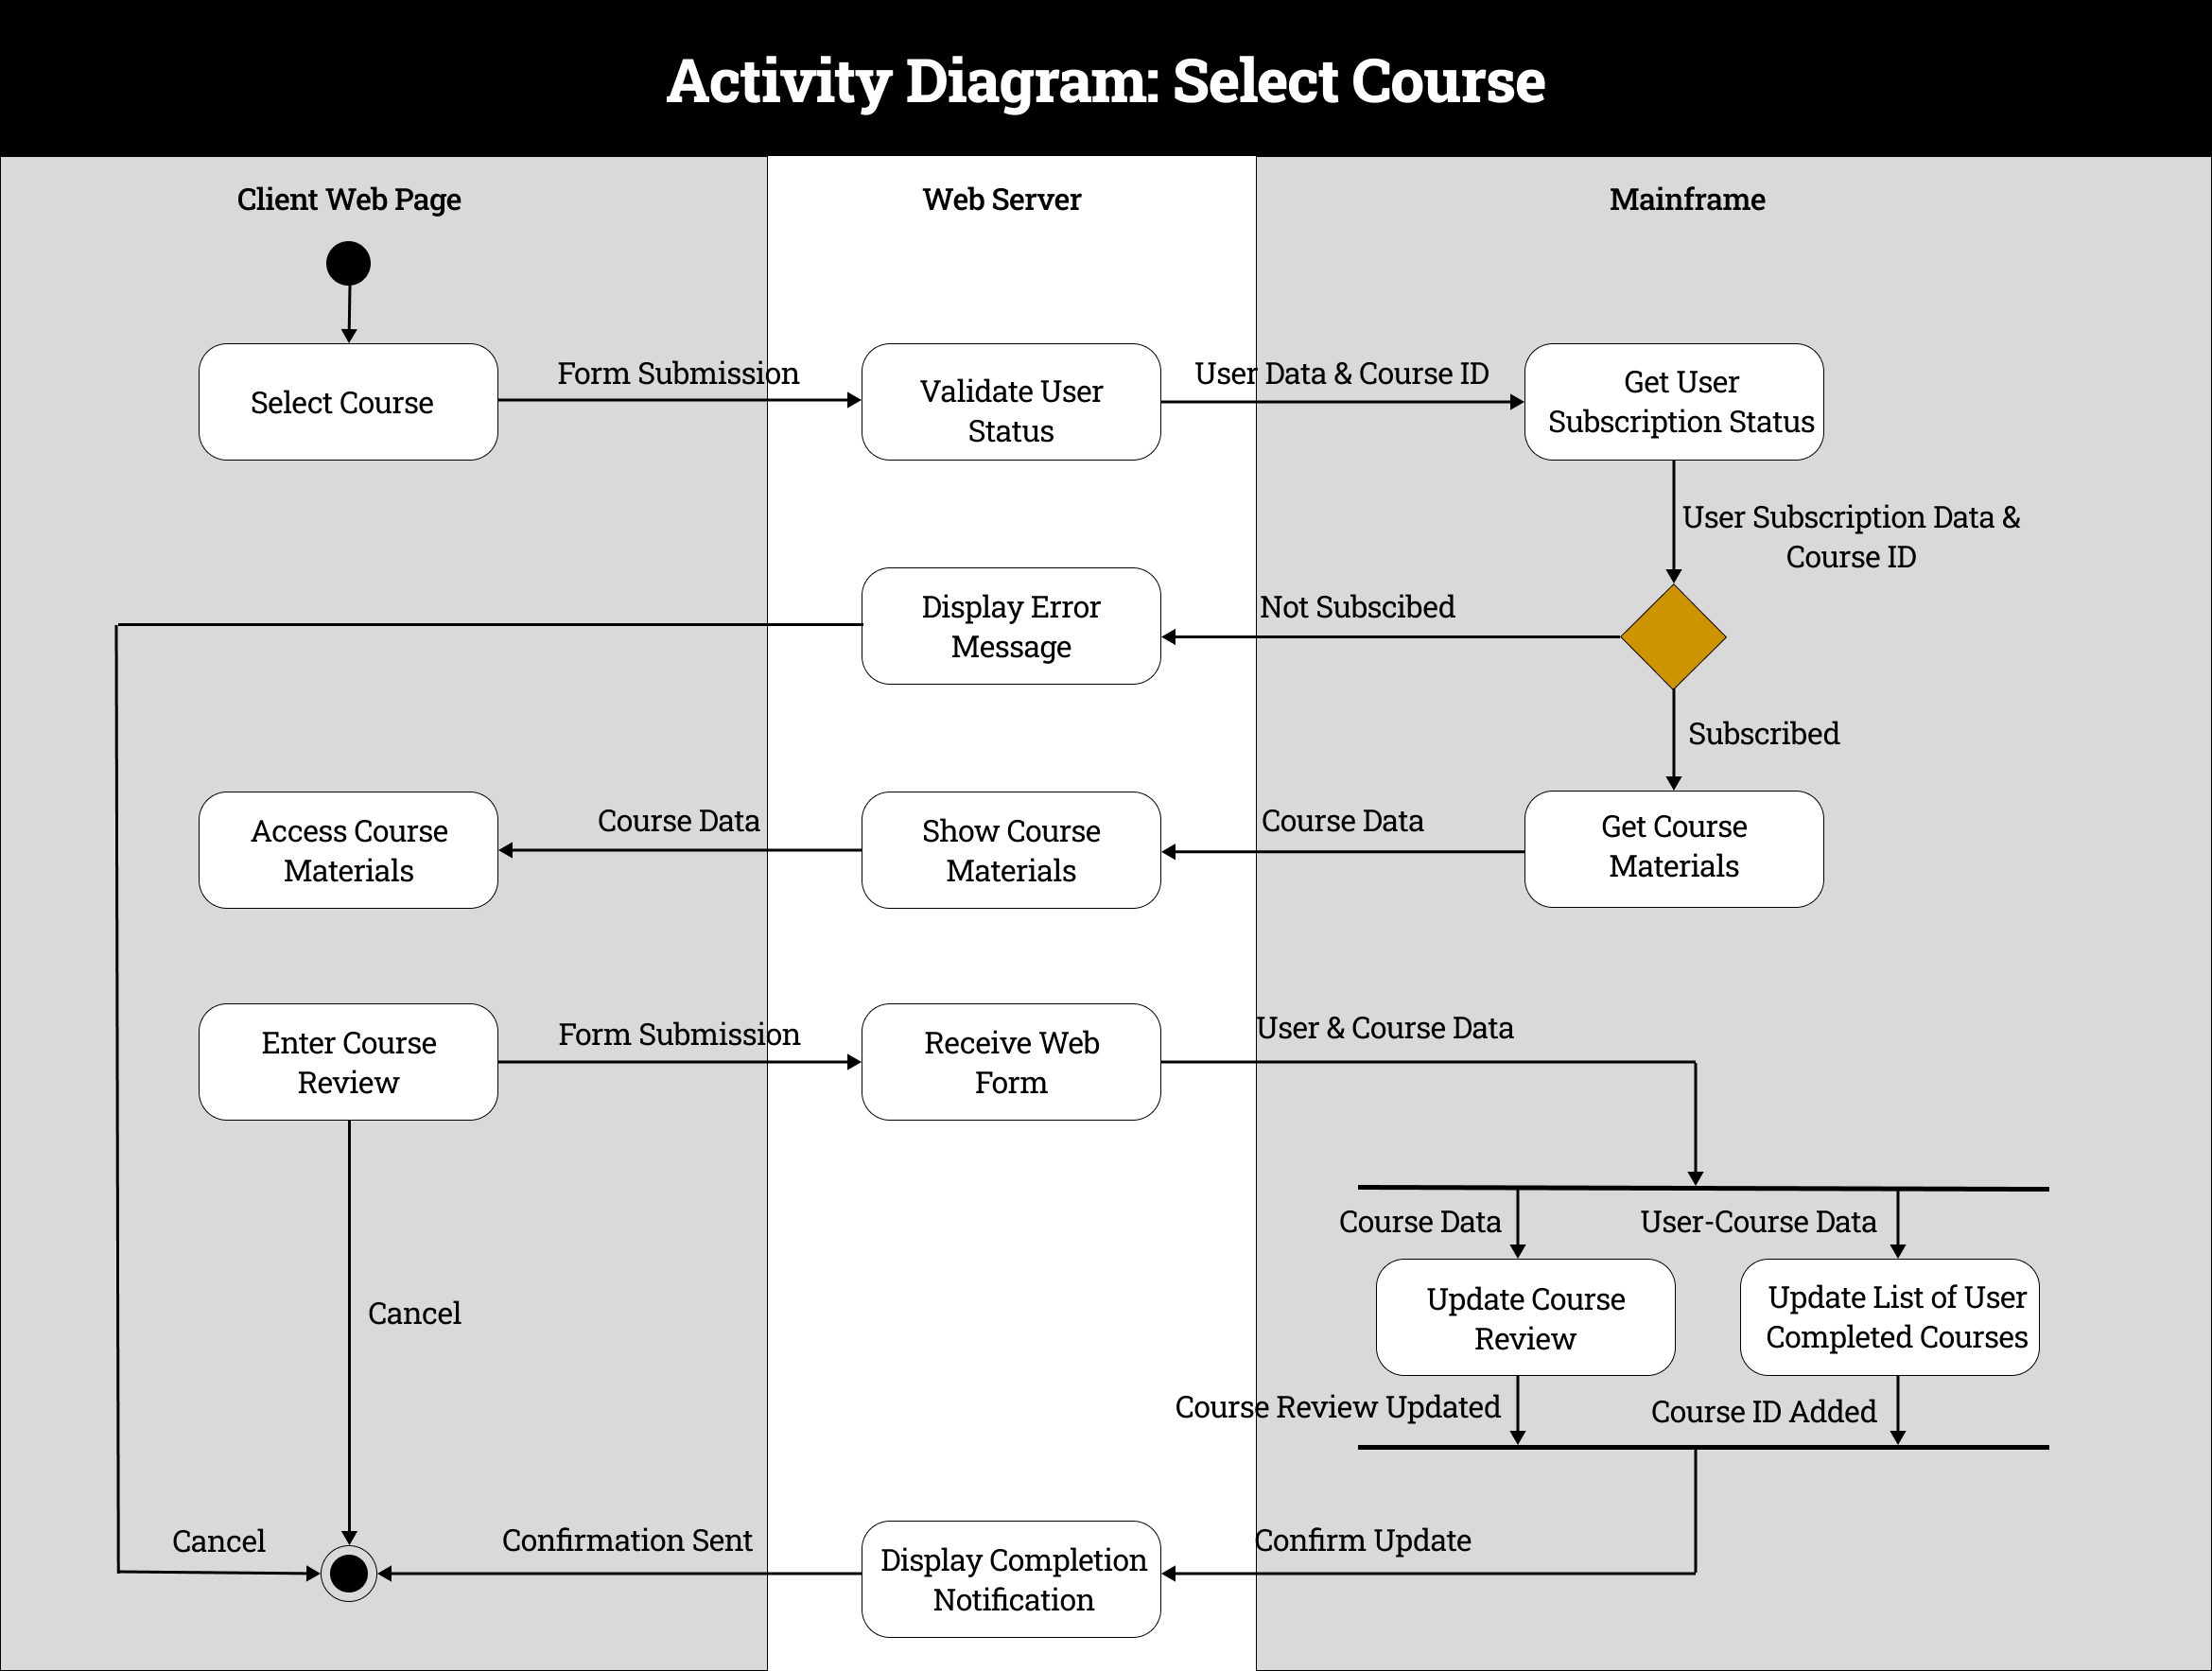 Activity Diagram: Select Course
Client Web Page
Web Server
Mainframe
Select Course
Form Submission
Validate User
Status
User Data & Course ID
Get User
Subscription Status
User Subscription Data &
Course ID
Display Error
Message
Not Subscibed
Subscribed
Access Course
Materials
Course Data
Show Course
Materials
Course Data
Get Course
Materials
Enter Course
Review
Form Submission
Receive Web
Form
User & Course Data
Course Data
User-Course Data
Update Course
Review
Update List of User
Completed Courses
Cancel
Course Review Updated
Course ID Added
Cancel
Confirmation Sent
Display Completion
Notification
Confirm Update